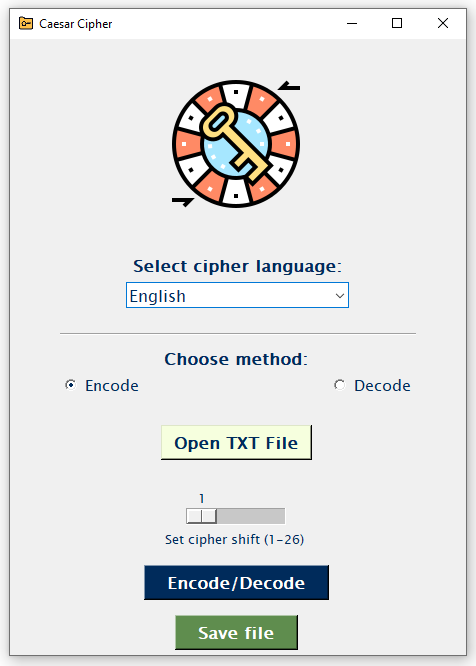 Caesar Cipher
Select cipher language:
English
Choose method:
Encode
Decode
Open TXT File
1
Set cipher shift (1-26)
Encode/Decode
Save file